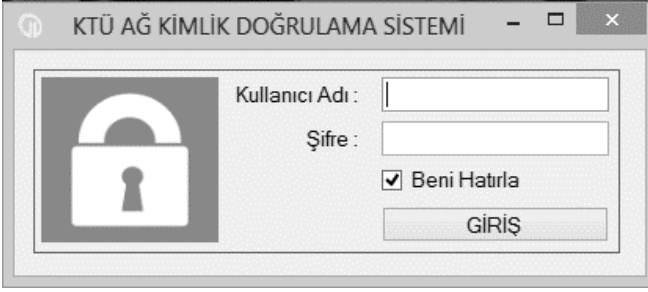 KTÜ AĞ KİMLİK DOĞRULAMA SİSTEMİ
Kullanıcı Adı :
Şifre :
Beni Hatırla
GİRİŞ